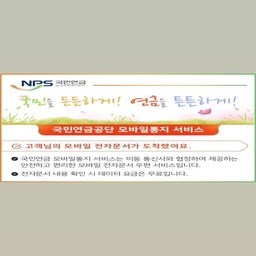 NPS 국민연금
국민을 든든하게! 연금을 튼튼하게!
국민연금공단 모바일통지 서비스
고객님의 모바일 전자문서가 도착했어요.
국민연금 모바일통지 서비스는 이동 통신사와 협정하여 제공하는
안전하고 편리한 모바일 전자문서 우편 서비스입니다.
전자문서 내용 확인 시 데이터 요금은 무료입니다.